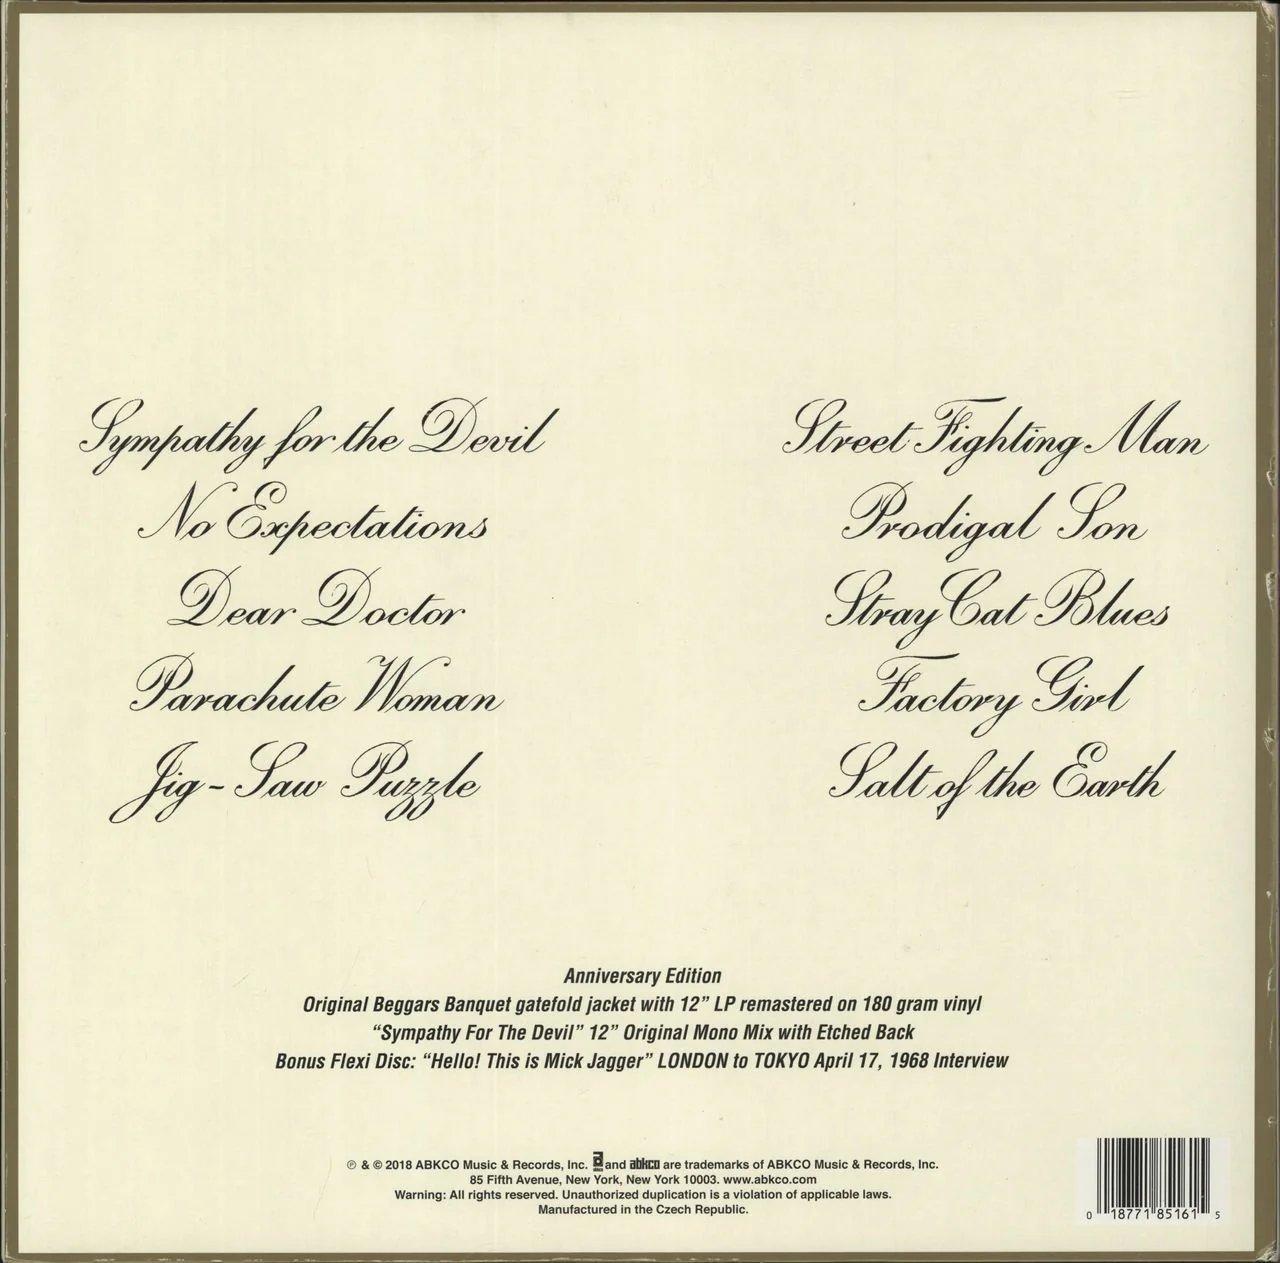 Sympathy for the Devil
No Expectations
Dear Doctor
Parachute Woman
Jig-Saw Puzzle
Street Fighting Man
Prodigal Son
Stray Cat Blues
Factory Girl
Salt of the Earth
Anniversary Edition
Original Beggars Banquet gatefold jacket with 12” LP remastered on 180 gram vinyl
“Sympathy For The Devil” 12” Original Mono Mix with Etched Back
Bonus Flexi Disc: “Hello! This is Mick Jagger” LONDON to TOKYO April 17, 1968 Interview
℗ & © 2018 ABKCO Music & Records, Inc. a and abkco are trademarks of ABKCO Music & Records, Inc.
85 Fifth Avenue, New York, New York 10003. www.abkco.com
Warning: All rights reserved. Unauthorized duplication is a violation of applicable laws.
Manufactured in the Czech Republic.
0 18771 85161 5